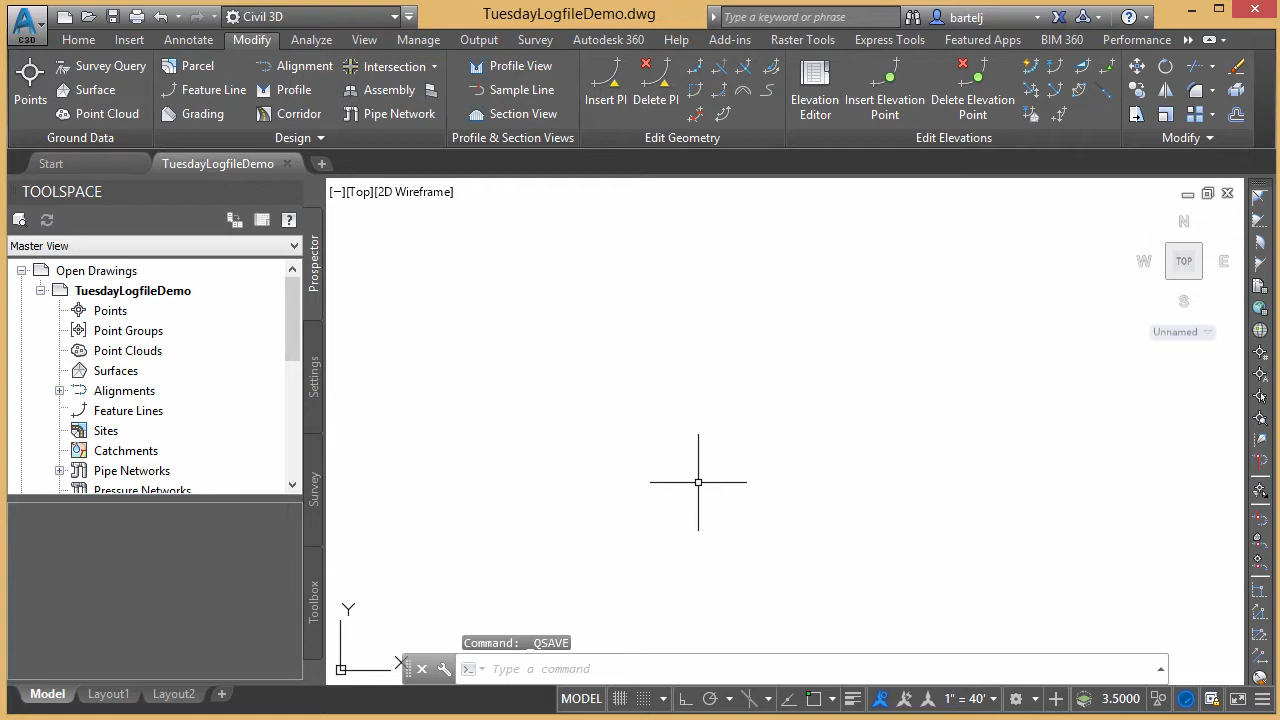 TuesdayLogfileDemo.dwg
Civil 3D
Type a keyword or phrase
bartelj
C3D
Home Insert Annotate Modify Analyze View Manage Output Survey Autodesk 360 Help Add-ins Raster Tools Express Tools Featured Apps BIM 360 Performance
Points
Survey Query
Surface
Point Cloud
Ground Data
Parcel
Feature Line
Grading
Alignment
Profile
Corridor
Intersection
Assembly
Pipe Network
Design
Profile View
Sample Line
Section View
Profile & Section Views
Insert PI
Delete PI
Edit Geometry
Elevation
Editor
Insert Elevation
Point
Delete Elevation
Point
Edit Elevations
Modify
Start
TuesdayLogfileDemo
TOOLSPACE
Master View
Open Drawings
TuesdayLogfileDemo
Points
Point Groups
Point Clouds
Surfaces
Alignments
Feature Lines
Sites
Catchments
Pipe Networks
Pressure Networks
Prospector
Settings
Survey
Toolbox
[−][Top][2D Wireframe]
N
W
TOP
E
S
Unnamed
Y
X
Command: _QSAVE
Type a command
Model
Layout1
Layout2
MODEL
1" = 40'
3.5000